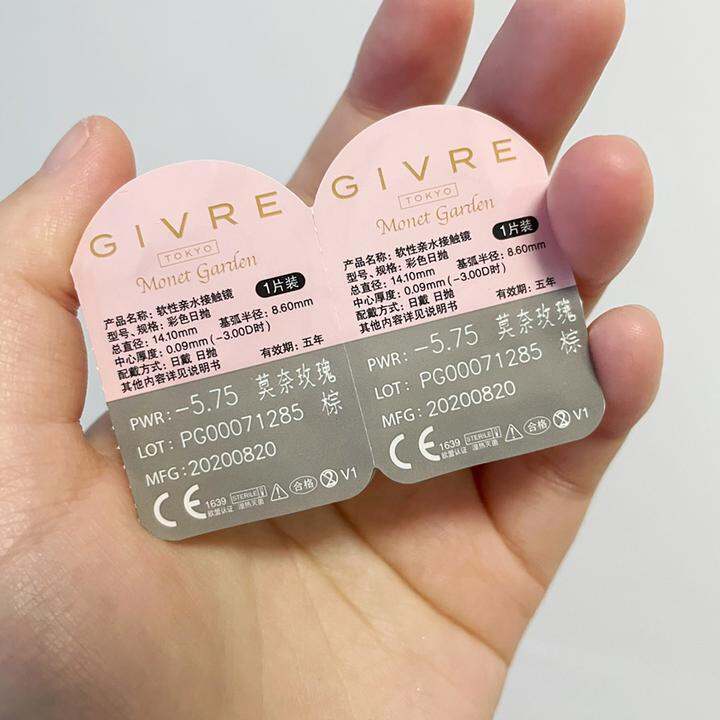 GIVRE
TOKYO
Monet Garden
1片装
产品名称: 软性亲水接触镜
型号、规格: 彩色日抛
总直径: 14.10mm 基弧半径: 8.60mm
中心厚度: 0.09mm (-3.00D时)
配戴方式: 日戴 日抛 有效期: 五年
其他内容详见说明书
PWR: -5.75 莫奈玫瑰
LOT: PG00071285 棕
MFG: 20200820
CE 1639 STERILE 合格 V1
欧盟认证 湿热灭菌
GIVRE
TOKYO
Monet Garden
1片装
产品名称: 软性亲水接触镜
型号、规格: 彩色日抛
总直径: 14.10mm 基弧半径: 8.60mm
中心厚度: 0.09mm (-3.00D时)
配戴方式: 日戴 日抛 有效期: 五年
其他内容详见说明书
PWR: -5.75 莫奈玫瑰
LOT: PG00071285 棕
MFG: 20200820
CE 1639 STERILE 合格 V1
欧盟认证 湿热灭菌